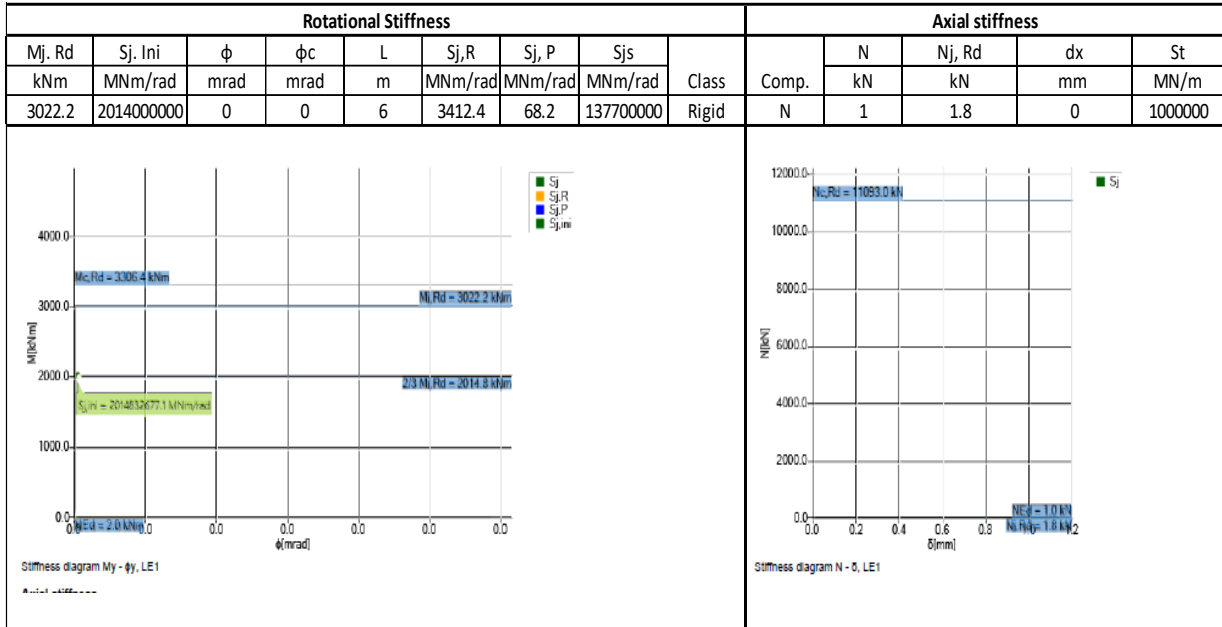 Rotational Stiffness
Axial stiffness
Mj. Rd Sj. Ini ϕ ϕc L Sj,R Sj, P Sjs Class
kNm MNm/rad mrad mrad m MNm/rad MNm/rad MNm/rad
3022.2 2014000000 0 0 6 3412.4 68.2 137700000 Rigid
Comp. N Nj, Rd dx St
kN kN mm MN/m
N 1 1.8 0 1000000
Sj
Sj,R
Sj,P
Sj,ini
4000.0
Mc,Rd = 3306.4 kNm
3000.0
Mj,Rd = 3022.2 kNm
M[kNm]
2000.0
2/3 Mj,Rd = 2014.8 kNm
Sj,ini = 2014832677.1 MNm/rad
1000.0
0.0
MEd = 2.0 kNm
0.0 0.0 0.0 0.0 0.0 0.0
ϕ[mrad]
Stiffness diagram My - ϕy, LE1
Axial stiffness
12000.0
Nc,Rd = 11093.0 kN
Sj
10000.0
8000.0
N[kN]
6000.0
4000.0
2000.0
NEd = 1.0 kN
Nj,Rd = 1.8 kN
0.0
0.0 0.2 0.4 0.6 0.8 1.0 1.2
δ[mm]
Stiffness diagram N - δ, LE1